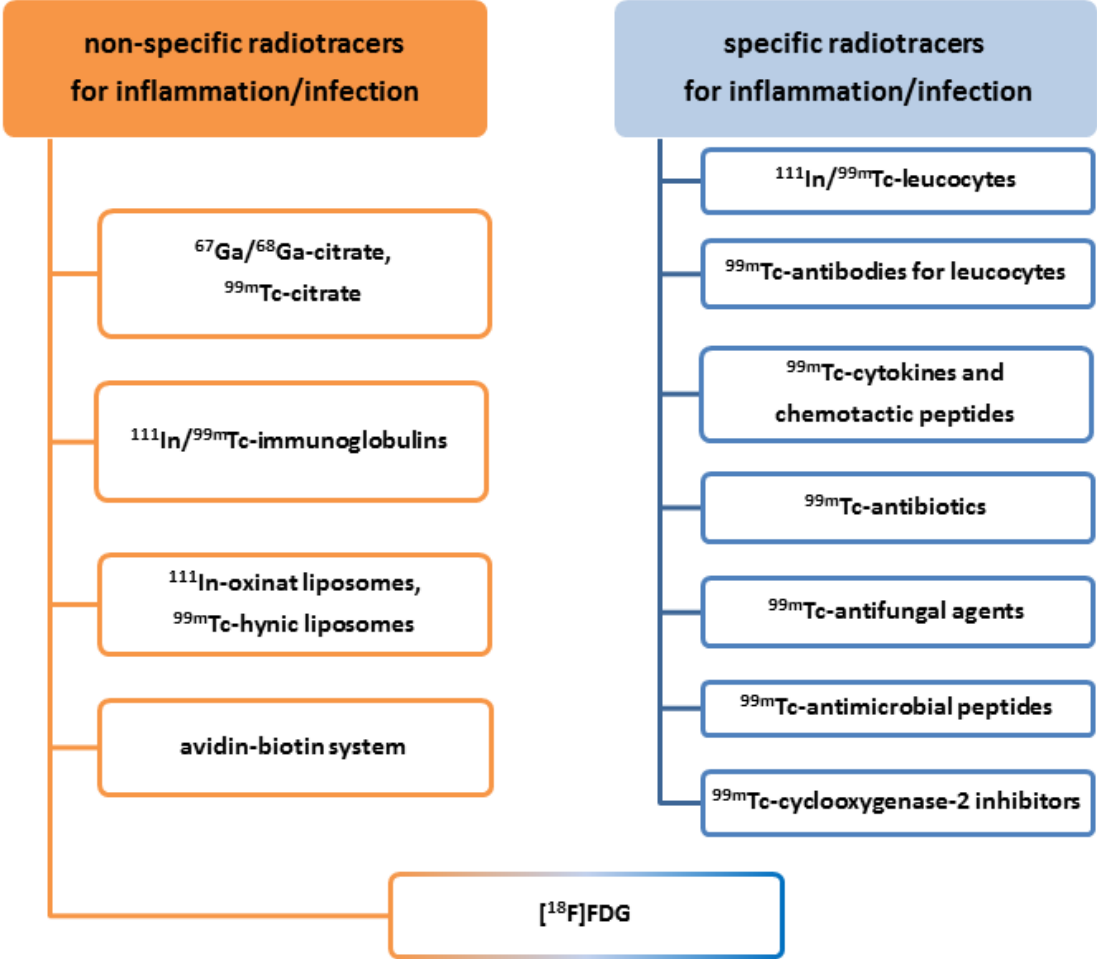 non-specific radiotracers
for inflammation/infection
⁶⁷Ga/⁶⁸Ga-citrate,
⁹⁹ᵐTc-citrate
¹¹¹In/⁹⁹ᵐTc-immunoglobulins
¹¹¹In-oxinat liposomes,
⁹⁹ᵐTc-hynic liposomes
avidin-biotin system
specific radiotracers
for inflammation/infection
¹¹¹In/⁹⁹ᵐTc-leucocytes
⁹⁹ᵐTc-antibodies for leucocytes
⁹⁹ᵐTc-cytokines and
chemotactic peptides
⁹⁹ᵐTc-antibiotics
⁹⁹ᵐTc-antifungal agents
⁹⁹ᵐTc-antimicrobial peptides
⁹⁹ᵐTc-cyclooxygenase-2 inhibitors
[¹⁸F]FDG